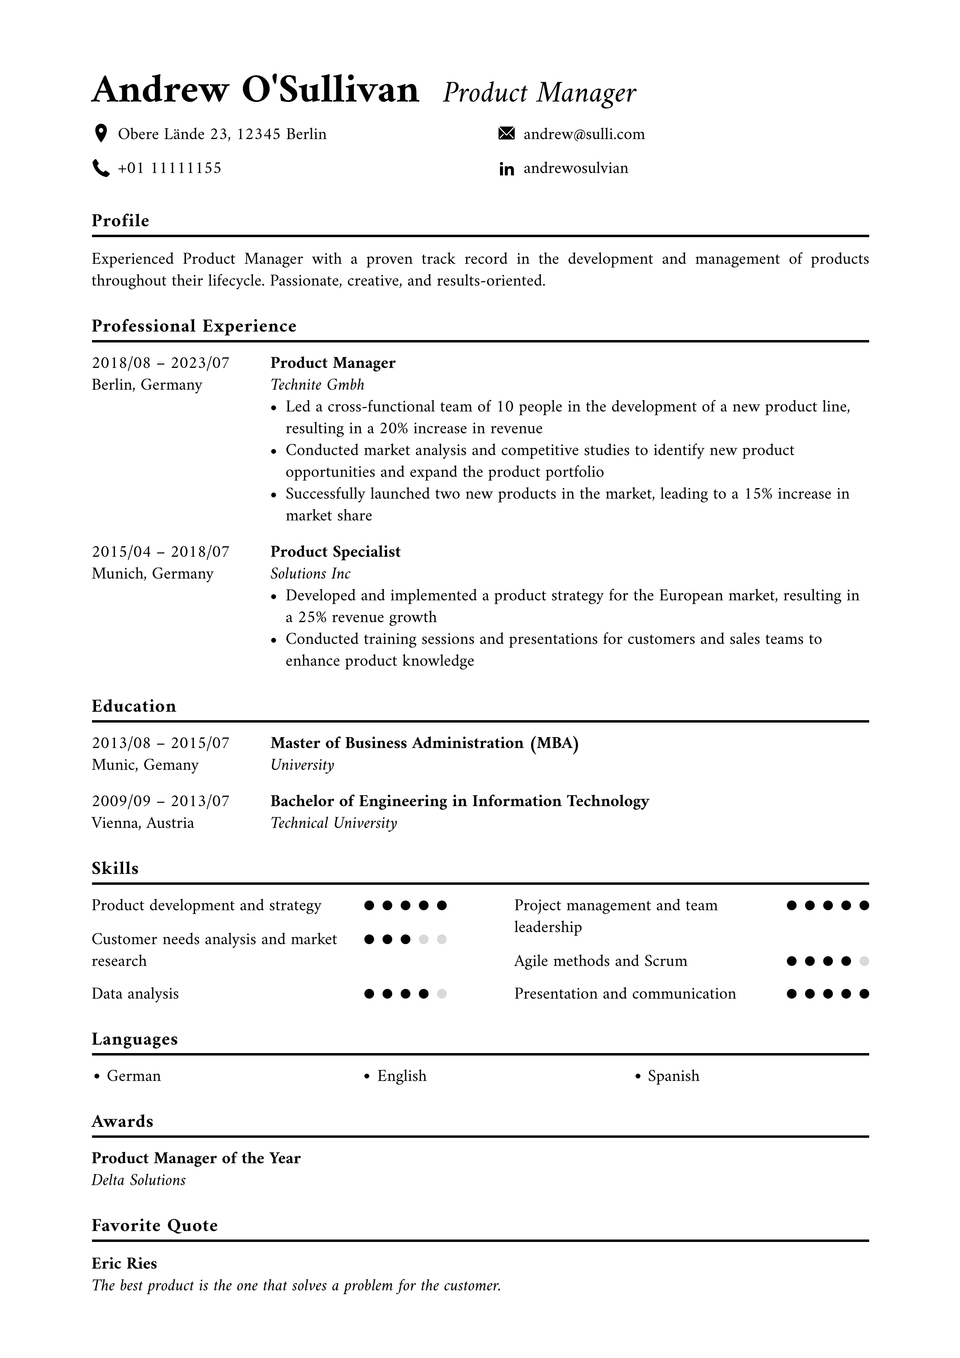 Andrew O'Sullivan Product Manager
Obere Lände 23, 12345 Berlin
andrew@sulli.com
+01 11111155
andrewosulvian
Profile
Experienced Product Manager with a proven track record in the development and management of products
throughout their lifecycle. Passionate, creative, and results-oriented.
Professional Experience
2018/08 – 2023/07
Berlin, Germany
Product Manager
Technite Gmbh
• Led a cross-functional team of 10 people in the development of a new product line,
resulting in a 20% increase in revenue
• Conducted market analysis and competitive studies to identify new product
opportunities and expand the product portfolio
• Successfully launched two new products in the market, leading to a 15% increase in
market share
2015/04 – 2018/07
Munich, Germany
Product Specialist
Solutions Inc
• Developed and implemented a product strategy for the European market, resulting in
a 25% revenue growth
• Conducted training sessions and presentations for customers and sales teams to
enhance product knowledge
Education
2013/08 – 2015/07
Munic, Gemany
Master of Business Administration (MBA)
University
2009/09 – 2013/07
Vienna, Austria
Bachelor of Engineering in Information Technology
Technical University
Skills
Product development and strategy
Customer needs analysis and market
research
Data analysis
Project management and team
leadership
Agile methods and Scrum
Presentation and communication
Languages
• German
• English
• Spanish
Awards
Product Manager of the Year
Delta Solutions
Favorite Quote
Eric Ries
The best product is the one that solves a problem for the customer.